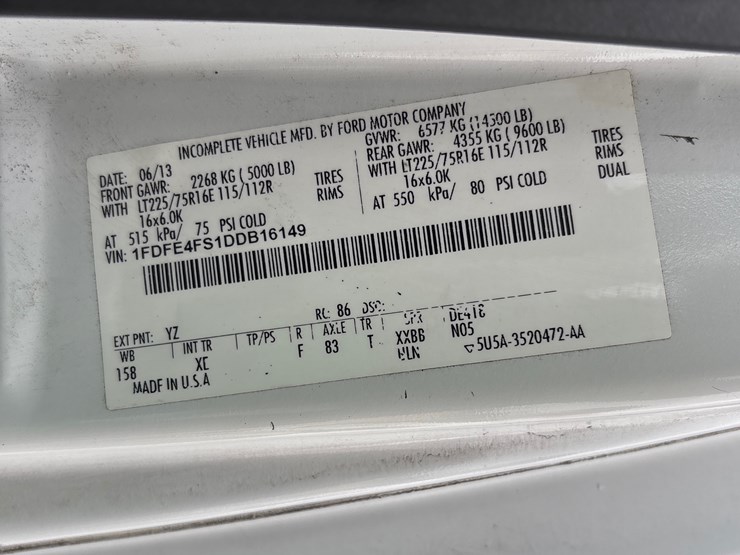 INCOMPLETE VEHICLE MFD. BY FORD MOTOR COMPANY
DATE: 06/13 GVWR: 6577 KG (14500 LB)
FRONT GAWR: 2268 KG (5000 LB) REAR GAWR: 4355 KG (9600 LB)
WITH LT225/75R16E 115/112R TIRES WITH LT225/75R16E 115/112R TIRES
16x6.0K RIMS 16x6.0K RIMS
AT 515 kPa/ 75 PSI COLD AT 550 kPa/ 80 PSI COLD DUAL
VIN: 1FDFE4FS1DDB16149
EXT PNT: YZ RC: 86 DSO:
WB INT TR TP/PS R AXLE TR SPR DE418
158 XE F 83 T XXBB N05
MADE IN U.S.A 5U5A-3520472-AA